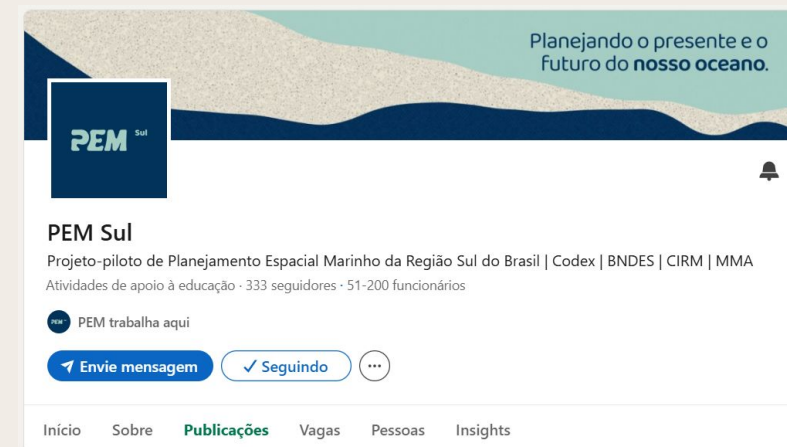 Planejando o presente e o
futuro do nosso oceano.
PEM Sul
PEM Sul
Projeto-piloto de Planejamento Espacial Marinho da Região Sul do Brasil | Codex | BNDES | CIRM | MMA
Atividades de apoio à educação · 333 seguidores · 51-200 funcionários
PEM trabalha aqui
Envie mensagem
Seguindo
Início Sobre Publicações Vagas Pessoas Insights